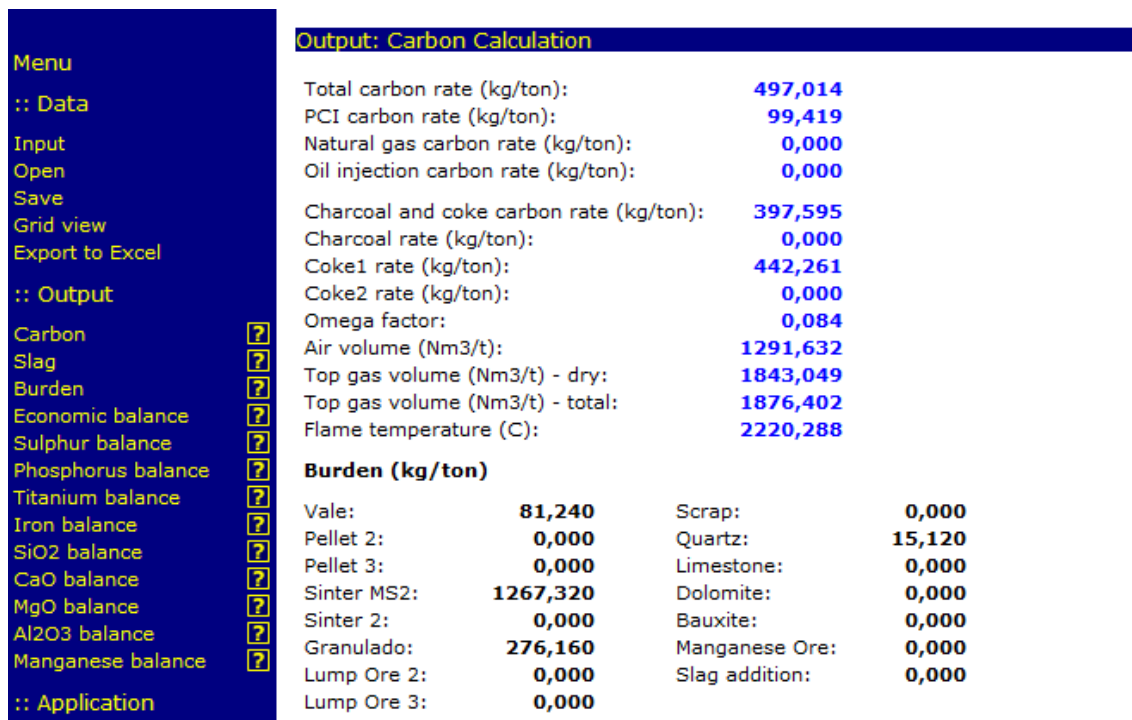 Menu
:: Data
Input
Open
Save
Grid view
Export to Excel
:: Output
Carbon ?
Slag ?
Burden ?
Economic balance ?
Sulphur balance ?
Phosphorus balance ?
Titanium balance ?
Iron balance ?
SiO2 balance ?
CaO balance ?
MgO balance ?
Al2O3 balance ?
Manganese balance ?
:: Application
Output: Carbon Calculation
Total carbon rate (kg/ton): 497,014
PCI carbon rate (kg/ton): 99,419
Natural gas carbon rate (kg/ton): 0,000
Oil injection carbon rate (kg/ton): 0,000
Charcoal and coke carbon rate (kg/ton): 397,595
Charcoal rate (kg/ton): 0,000
Coke1 rate (kg/ton): 442,261
Coke2 rate (kg/ton): 0,000
Omega factor: 0,084
Air volume (Nm3/t): 1291,632
Top gas volume (Nm3/t) - dry: 1843,049
Top gas volume (Nm3/t) - total: 1876,402
Flame temperature (C): 2220,288
Burden (kg/ton)
Vale: 81,240 Scrap: 0,000
Pellet 2: 0,000 Quartz: 15,120
Pellet 3: 0,000 Limestone: 0,000
Sinter MS2: 1267,320 Dolomite: 0,000
Sinter 2: 0,000 Bauxite: 0,000
Granulado: 276,160 Manganese Ore: 0,000
Lump Ore 2: 0,000 Slag addition: 0,000
Lump Ore 3: 0,000